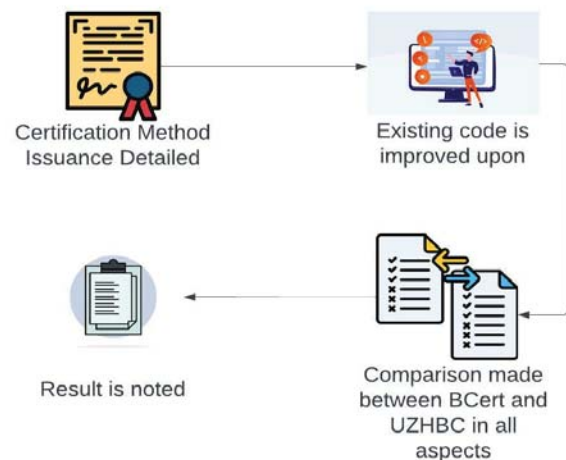 Certification Method
Issuance Detailed
Existing code is
improved upon
Comparison made
between BCert and
UZHBC in all
aspects
Result is noted